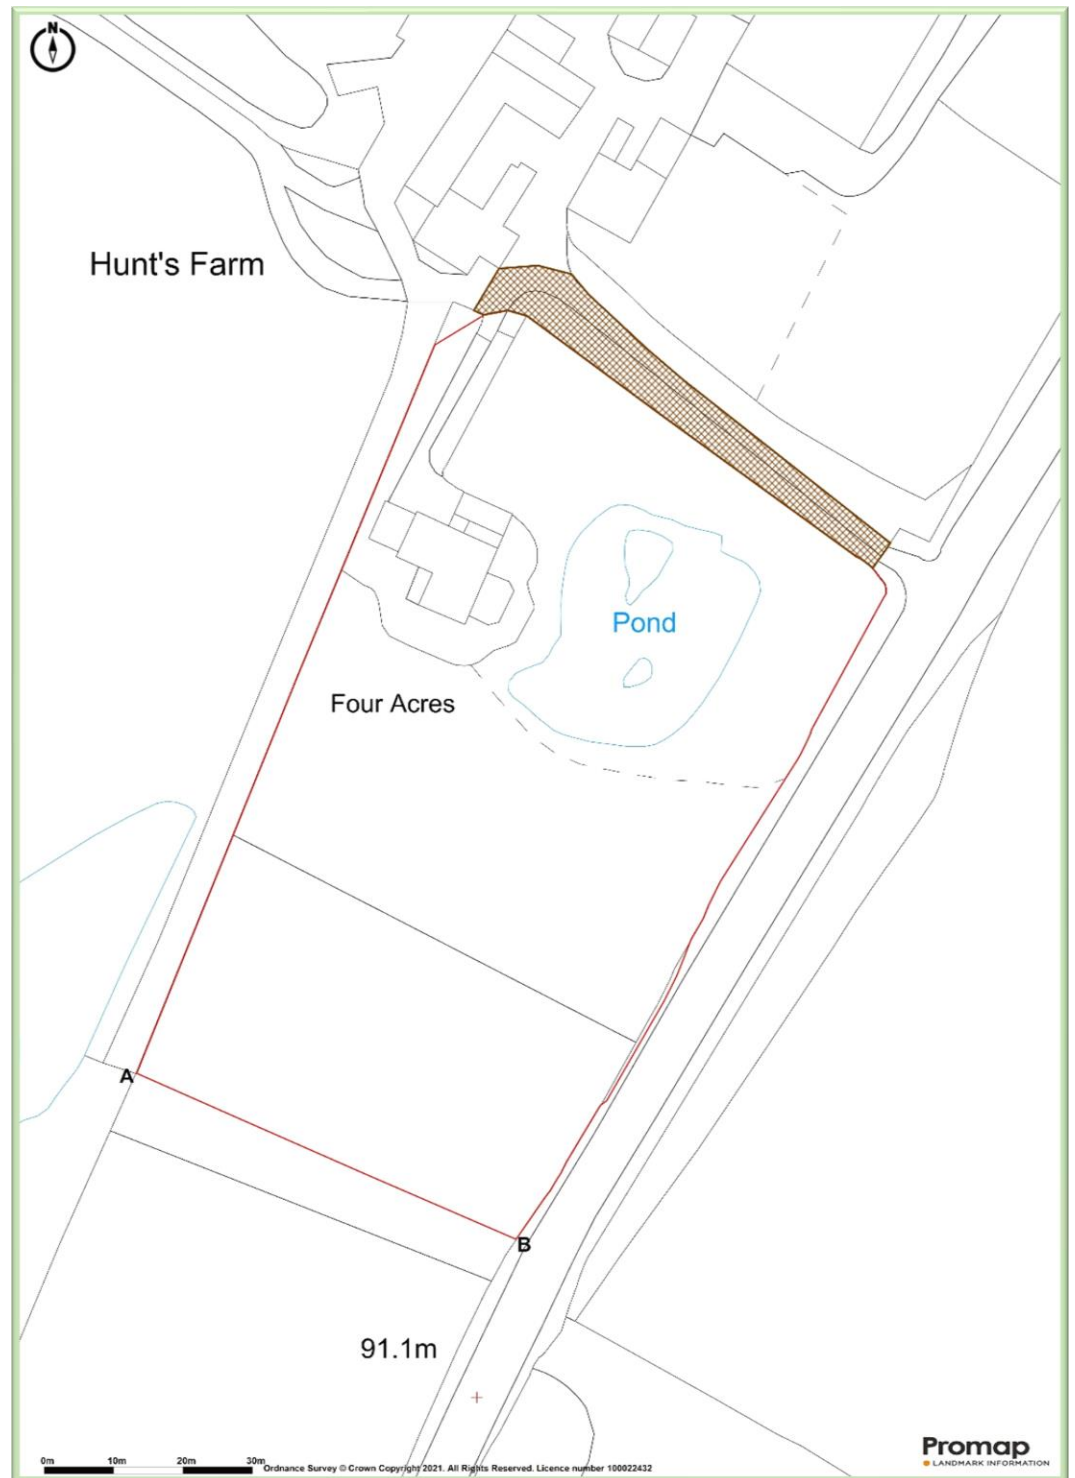 N
Hunt's Farm
Pond
Four Acres
A
B
91.1m
0m 10m 20m 30m
Ordnance Survey © Crown Copyright 2021. All Rights Reserved. Licence number 100022432
Promap
LANDMARK INFORMATION